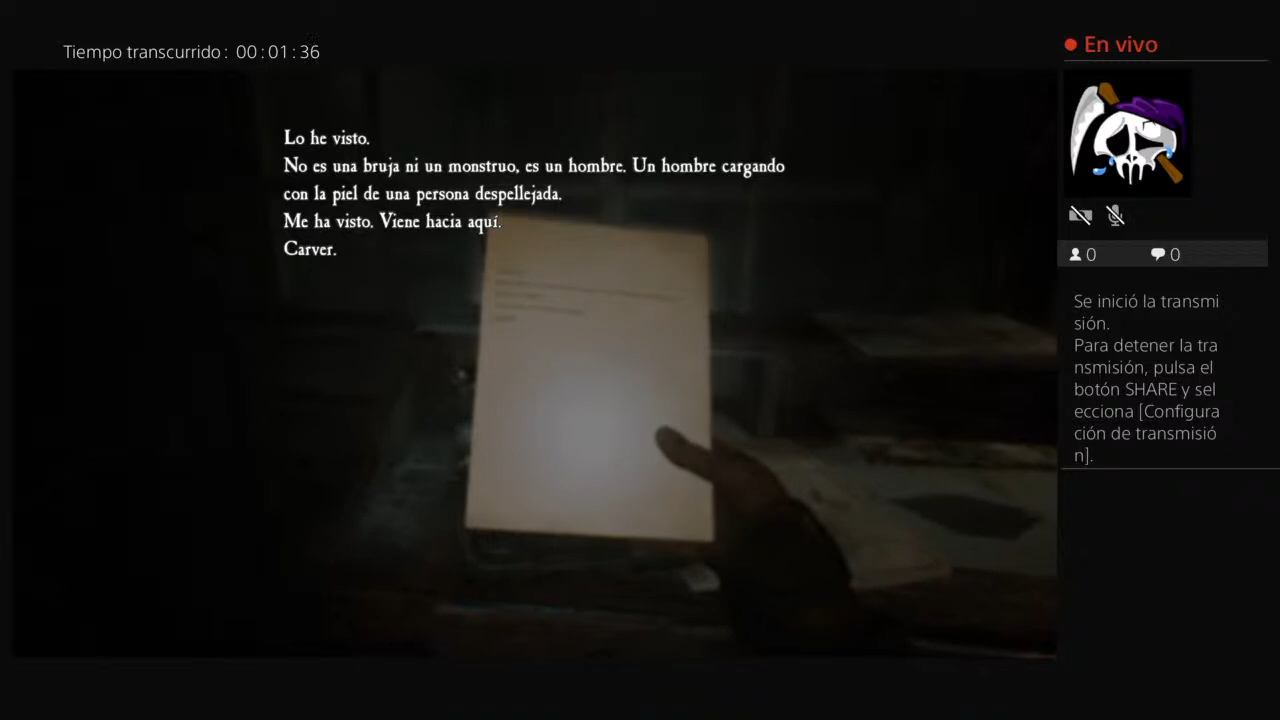 Tiempo transcurrido: 00:01:36
En vivo
Lo he visto.
No es una bruja ni un monstruo, es un hombre. Un hombre cargando
con la piel de una persona despellejada.
Me ha visto. Viene hacia aquí.
Carver.
0 0
Se inició la transmi
sión.
Para detener la tra
nsmisión, pulsa el
botón SHARE y sel
ecciona [Configura
ción de transmisió
n].